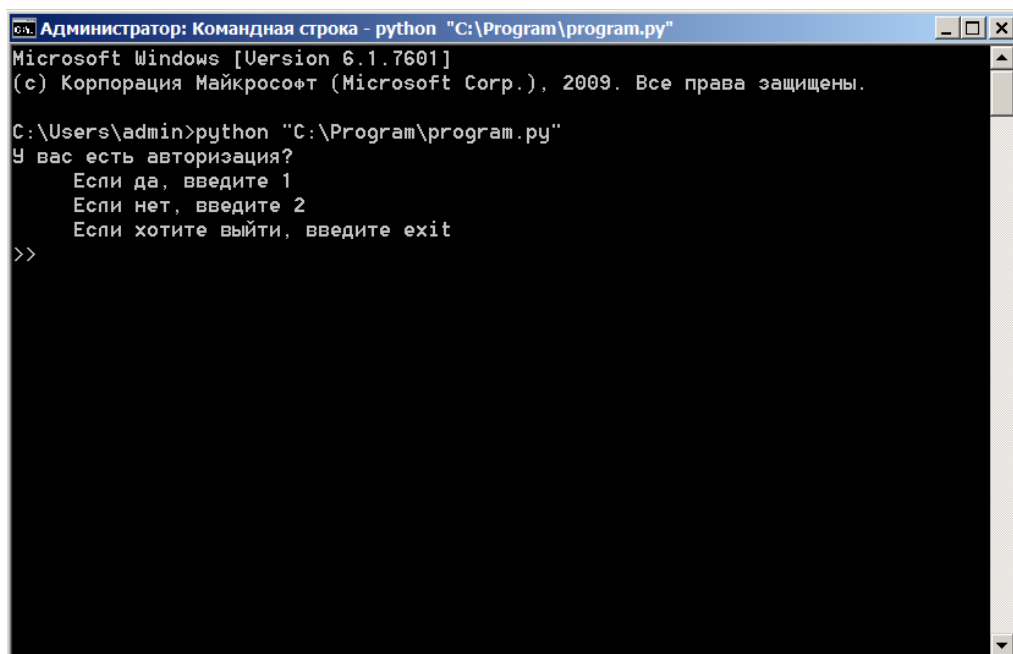 Администратор: Командная строка - python "C:\Program\program.py"
Microsoft Windows [Version 6.1.7601]
(c) Корпорация Майкрософт (Microsoft Corp.), 2009. Все права защищены.
C:\Users\admin>python "C:\Program\program.py"
У вас есть авторизация?
Если да, введите 1
Если нет, введите 2
Если хотите выйти, введите exit
>>